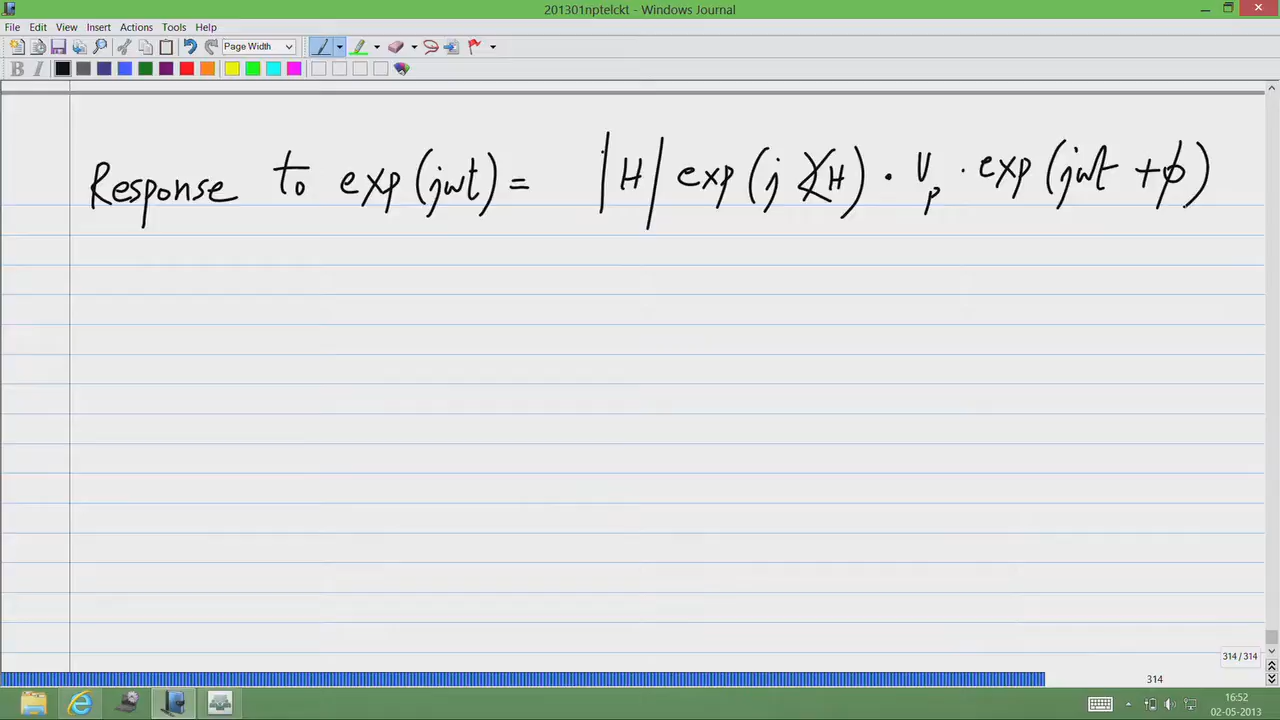 201301nptelckt - Windows Journal
File Edit View Insert Actions Tools Help
Page Width
B I
Response to exp(jωt) = |H| exp(j ∠H) · Vp · exp(jωt + φ)
314 / 314
314
16:52
02-05-2013